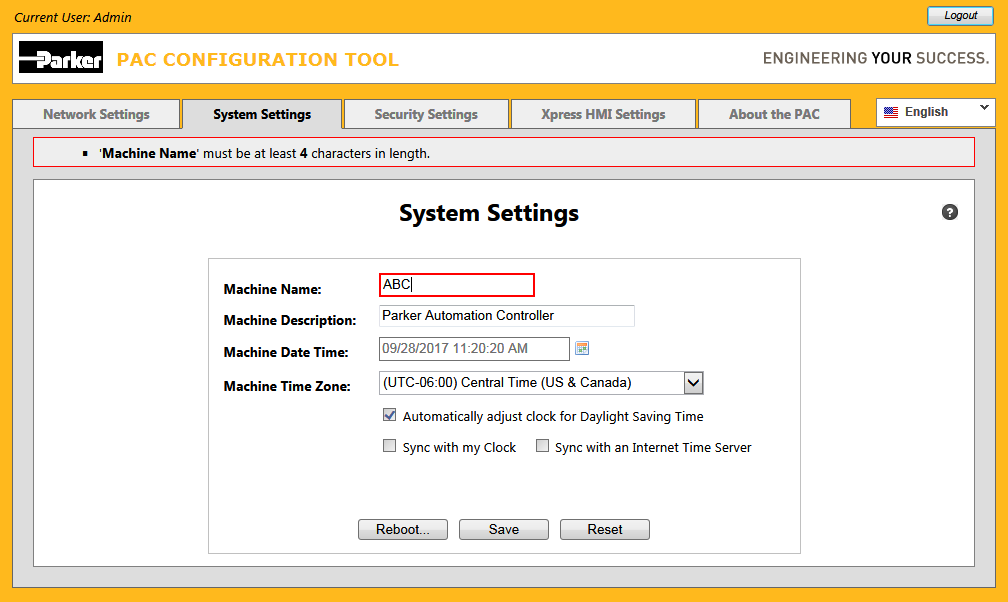 Current User: Admin
Logout
Parker
PAC CONFIGURATION TOOL
ENGINEERING YOUR SUCCESS.
Network Settings
System Settings
Security Settings
Xpress HMI Settings
About the PAC
English
'Machine Name' must be at least 4 characters in length.
System Settings
?
Machine Name: ABC
Machine Description: Parker Automation Controller
Machine Date Time: 09/28/2017 11:20:20 AM
Machine Time Zone: (UTC-06:00) Central Time (US & Canada)
Automatically adjust clock for Daylight Saving Time
Sync with my Clock
Sync with an Internet Time Server
Reboot...
Save
Reset